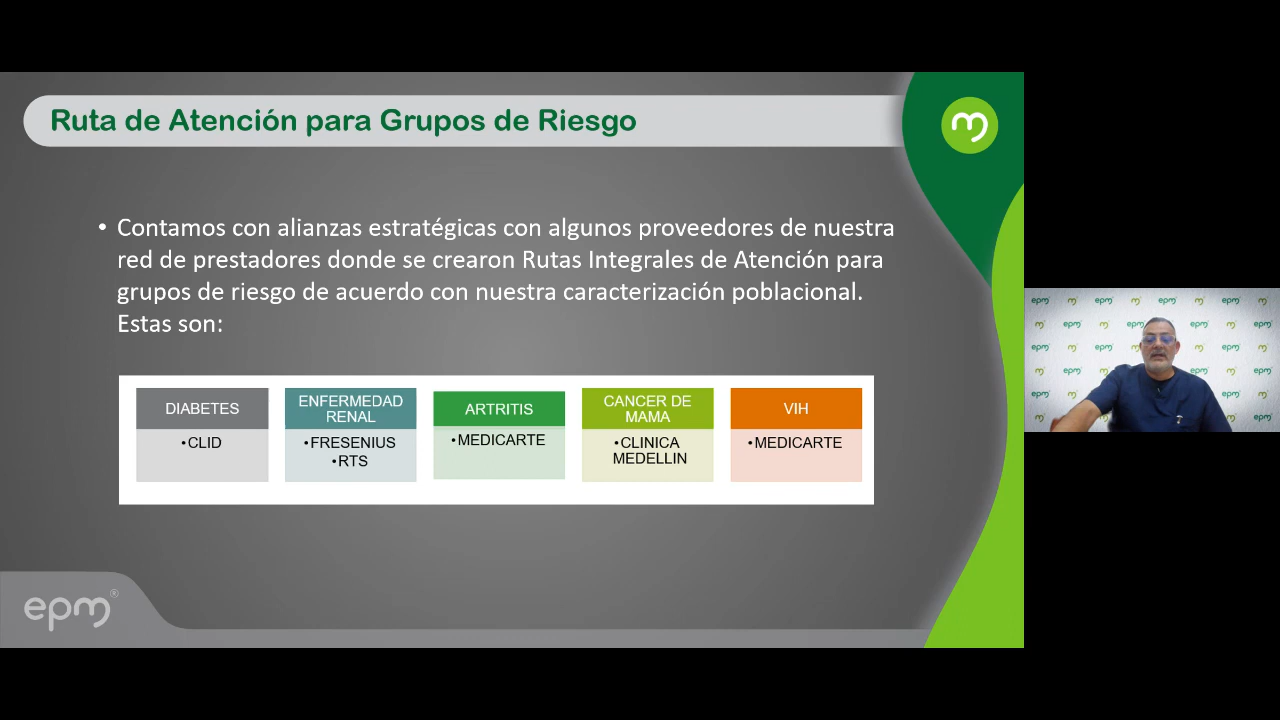 Ruta de Atención para Grupos de Riesgo
• Contamos con alianzas estratégicas con algunos proveedores de nuestra
red de prestadores donde se crearon Rutas Integrales de Atención para
grupos de riesgo de acuerdo con nuestra caracterización poblacional.
Estas son:
DIABETES
•CLID
ENFERMEDAD
RENAL
•FRESENIUS
•RTS
ARTRITIS
•MEDICARTE
CANCER DE
MAMA
•CLINICA
MEDELLIN
VIH
•MEDICARTE
epm®